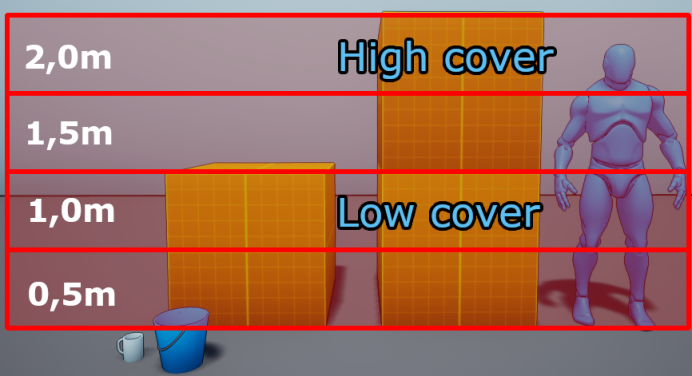 2,0m
High cover
1,5m
1,0m
Low cover
0,5m